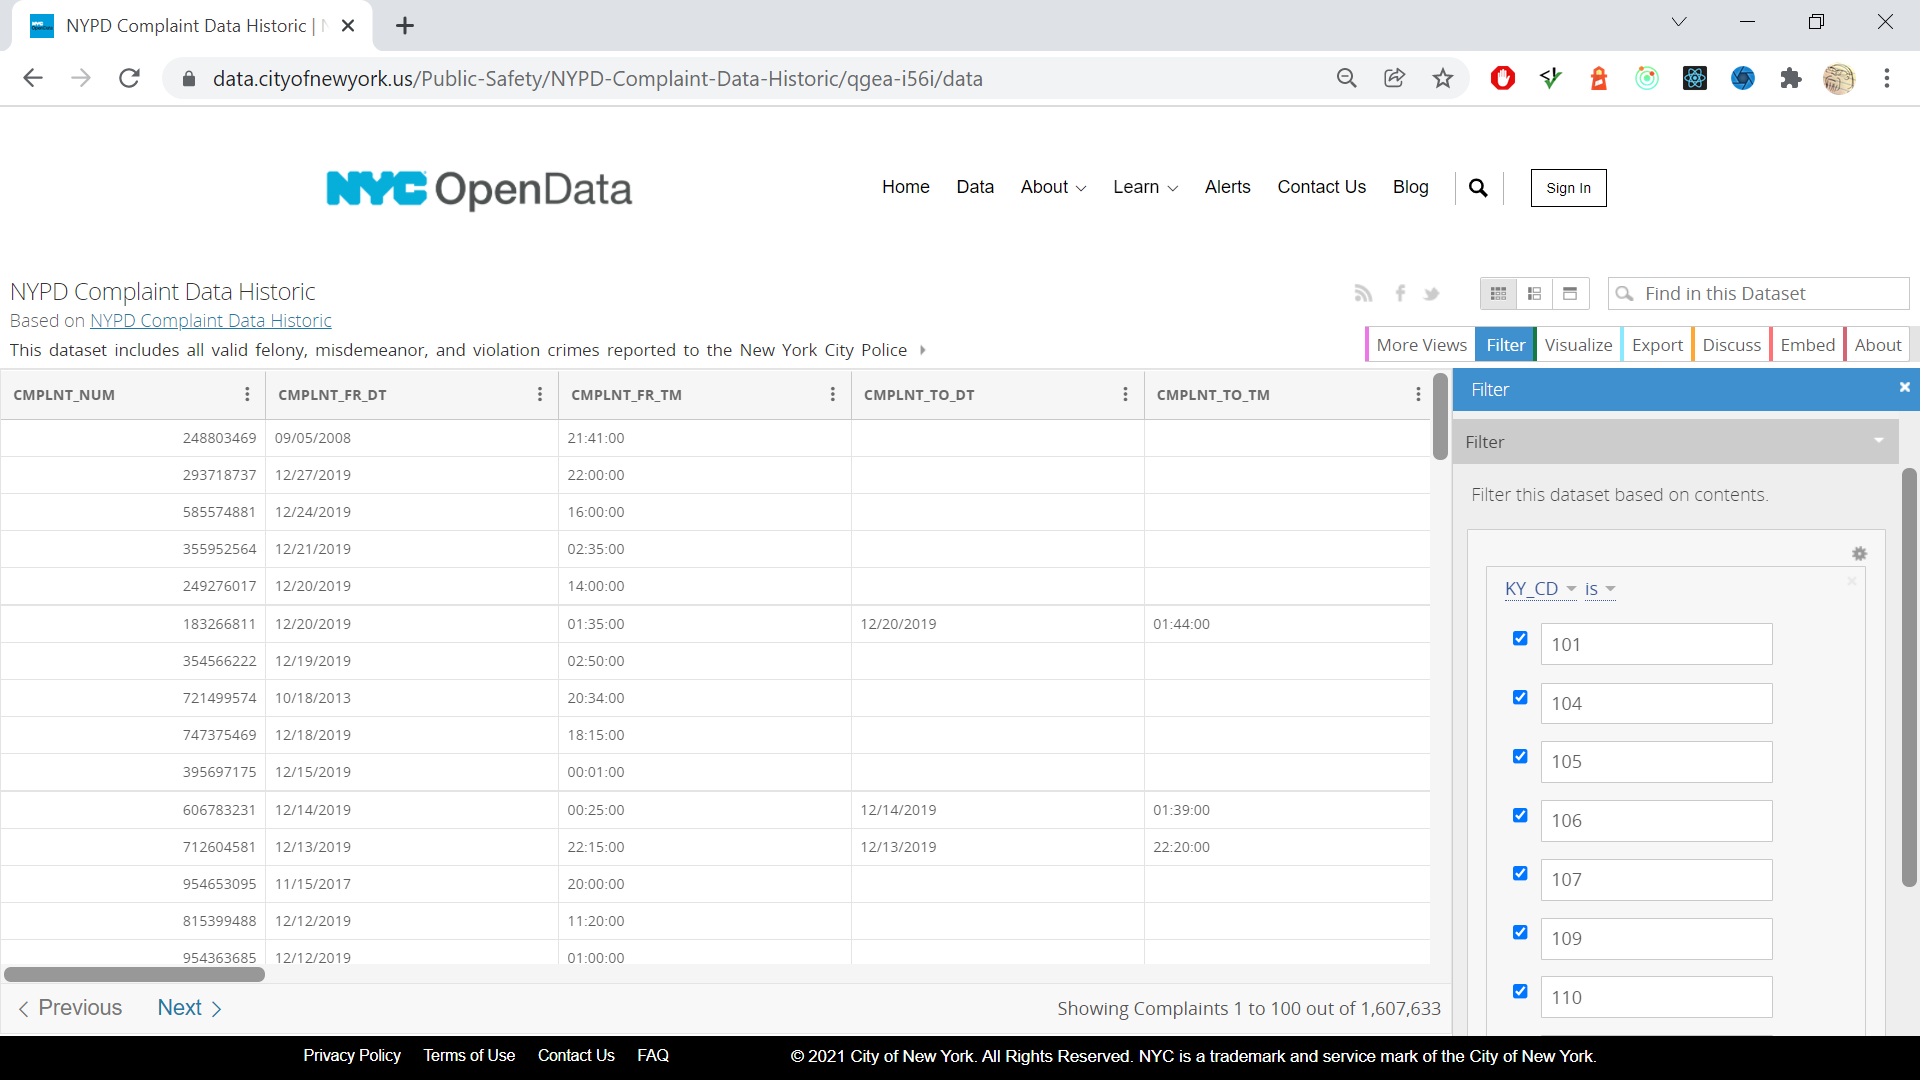 NYPD Complaint Data Historic |
data.cityofnewyork.us/Public-Safety/NYPD-Complaint-Data-Historic/qgea-i56i/data
NYC OpenData
Home Data About Learn Alerts Contact Us Blog Sign In
NYPD Complaint Data Historic
Based on NYPD Complaint Data Historic
Find in this Dataset
This dataset includes all valid felony, misdemeanor, and violation crimes reported to the New York City Police
More Views Filter Visualize Export Discuss Embed About
CMPLNT_NUM CMPLNT_FR_DT CMPLNT_FR_TM CMPLNT_TO_DT CMPLNT_TO_TM
248803469 09/05/2008 21:41:00
293718737 12/27/2019 22:00:00
585574881 12/24/2019 16:00:00
355952564 12/21/2019 02:35:00
249276017 12/20/2019 14:00:00
183266811 12/20/2019 01:35:00 12/20/2019 01:44:00
354566222 12/19/2019 02:50:00
721499574 10/18/2013 20:34:00
747375469 12/18/2019 18:15:00
395697175 12/15/2019 00:01:00
606783231 12/14/2019 00:25:00 12/14/2019 01:39:00
712604581 12/13/2019 22:15:00 12/13/2019 22:20:00
954653095 11/15/2017 20:00:00
815399488 12/12/2019 11:20:00
954363685 12/12/2019 01:00:00
Previous Next
Showing Complaints 1 to 100 out of 1,607,633
Filter
Filter
Filter this dataset based on contents.
KY_CD is
101
104
105
106
107
109
110
Privacy Policy Terms of Use Contact Us FAQ
© 2021 City of New York. All Rights Reserved. NYC is a trademark and service mark of the City of New York.